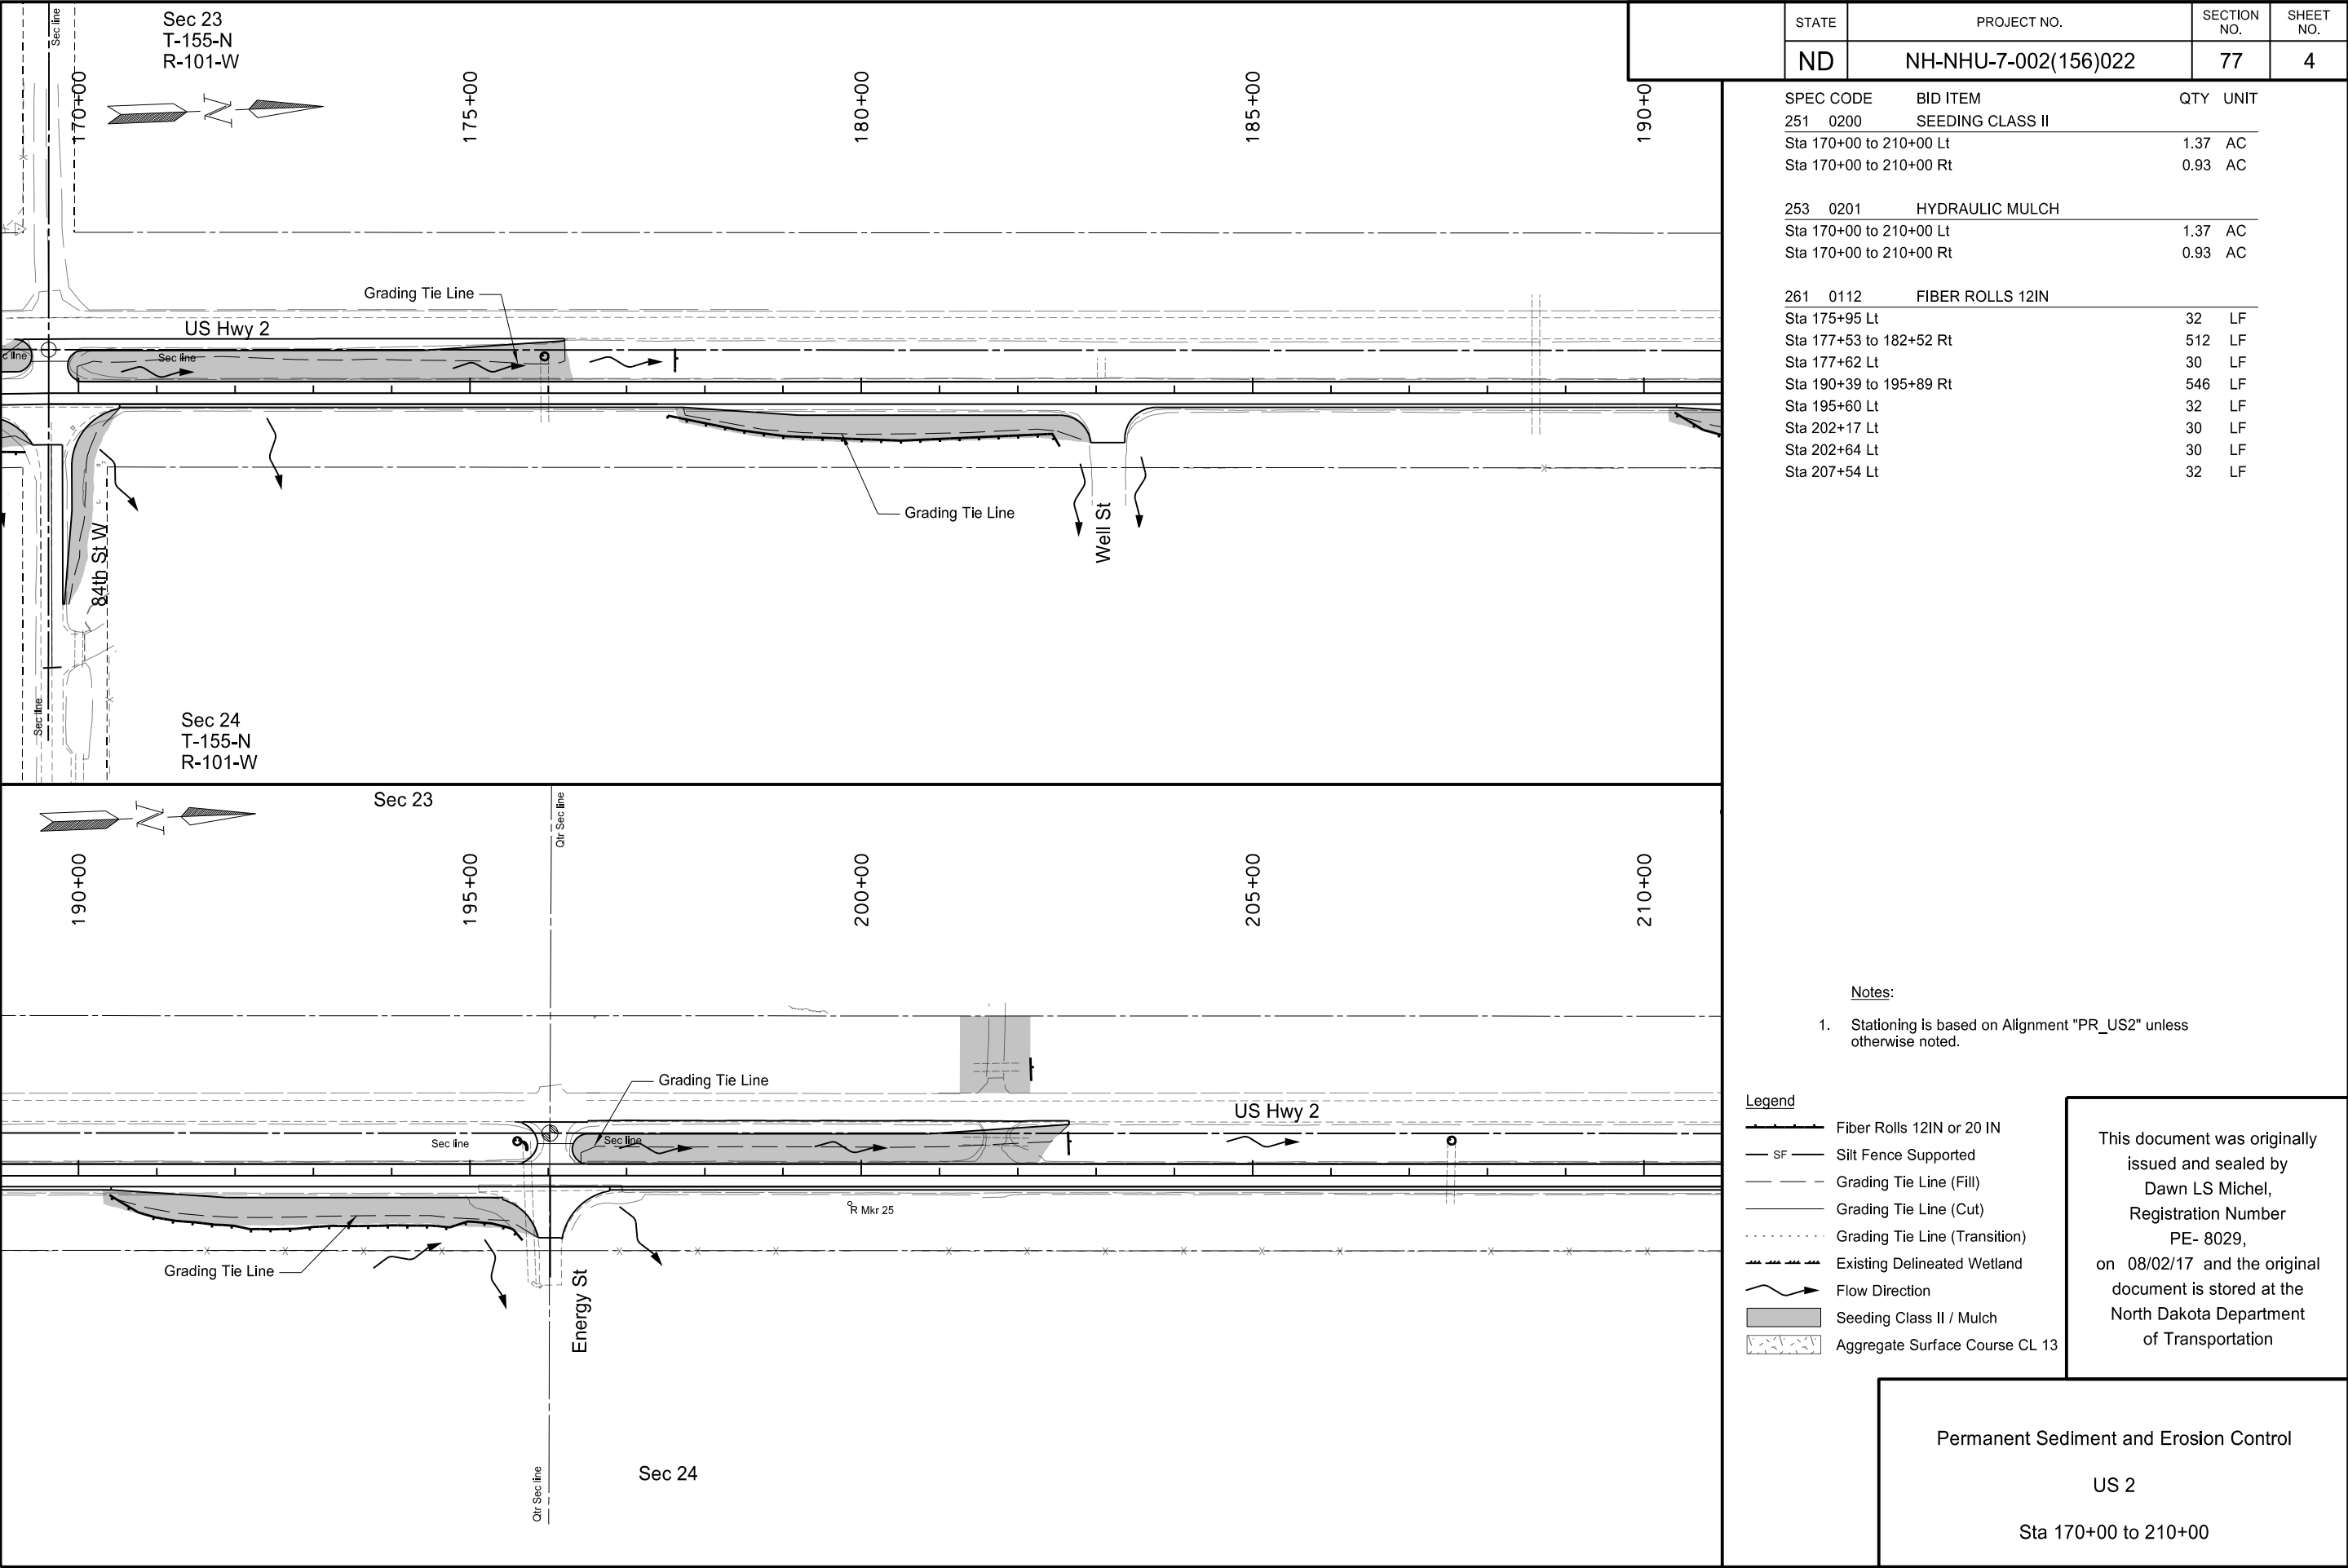 STATE PROJECT NO. SECTION NO. SHEET NO.
ND NH-NHU-7-002(156)022 77 4
Sec 23
T-155-N
R-101-W
Sec line
170+00
175+00
180+00
185+00
190+0
N
Grading Tie Line
US Hwy 2
c line
Sec line
Grading Tie Line
Well St
84th St W
Sec line
Sec 24
T-155-N
R-101-W
Sec 23
Qtr Sec line
N
190+00
195+00
200+00
205+00
210+00
Grading Tie Line
US Hwy 2
Sec line
Sec line
R Mkr 25
Grading Tie Line
Energy St
Qtr Sec line
Sec 24
SPEC CODE BID ITEM QTY UNIT
251 0200 SEEDING CLASS II
Sta 170+00 to 210+00 Lt 1.37 AC
Sta 170+00 to 210+00 Rt 0.93 AC
253 0201 HYDRAULIC MULCH
Sta 170+00 to 210+00 Lt 1.37 AC
Sta 170+00 to 210+00 Rt 0.93 AC
261 0112 FIBER ROLLS 12IN
Sta 175+95 Lt 32 LF
Sta 177+53 to 182+52 Rt 512 LF
Sta 177+62 Lt 30 LF
Sta 190+39 to 195+89 Rt 546 LF
Sta 195+60 Lt 32 LF
Sta 202+17 Lt 30 LF
Sta 202+64 Lt 30 LF
Sta 207+54 Lt 32 LF
Notes:
1. Stationing is based on Alignment "PR_US2" unless
otherwise noted.
Legend
Fiber Rolls 12IN or 20 IN
SF Silt Fence Supported
Grading Tie Line (Fill)
Grading Tie Line (Cut)
Grading Tie Line (Transition)
Existing Delineated Wetland
Flow Direction
Seeding Class II / Mulch
Aggregate Surface Course CL 13
This document was originally
issued and sealed by
Dawn LS Michel,
Registration Number
PE- 8029,
on 08/02/17 and the original
document is stored at the
North Dakota Department
of Transportation
Permanent Sediment and Erosion Control
US 2
Sta 170+00 to 210+00